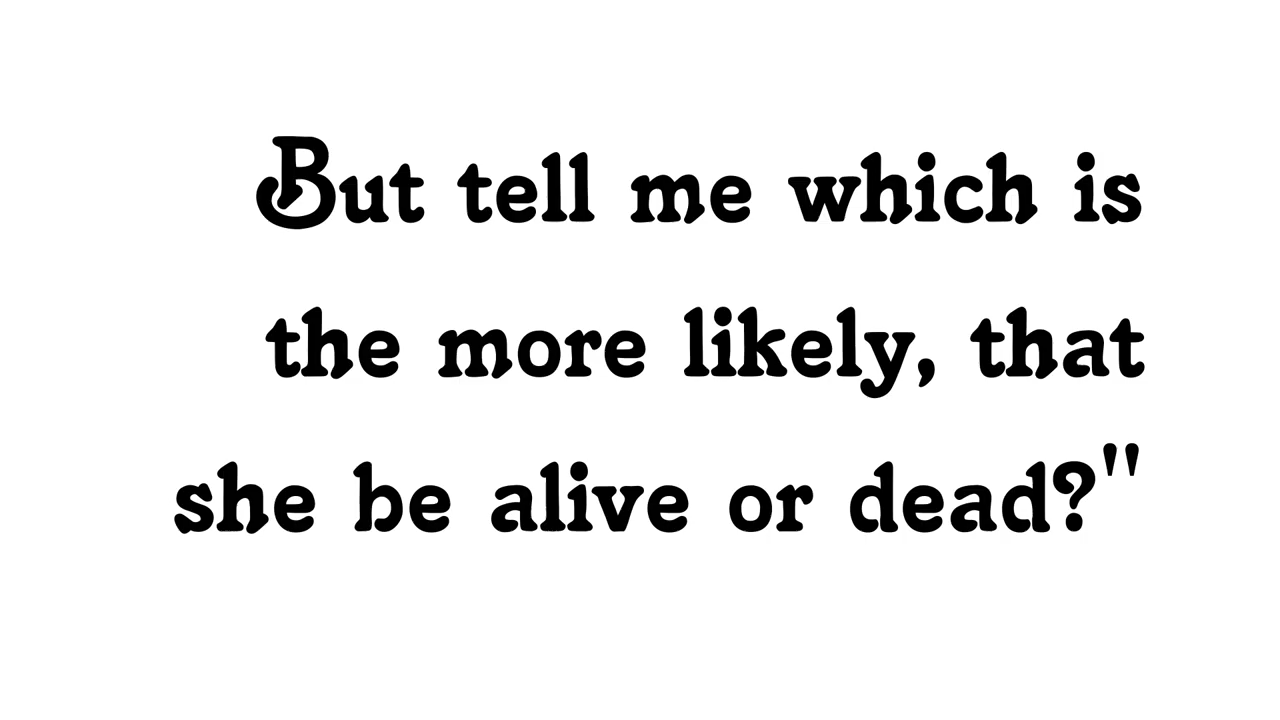 But tell me which is
the more likely, that
she be alive or dead?"